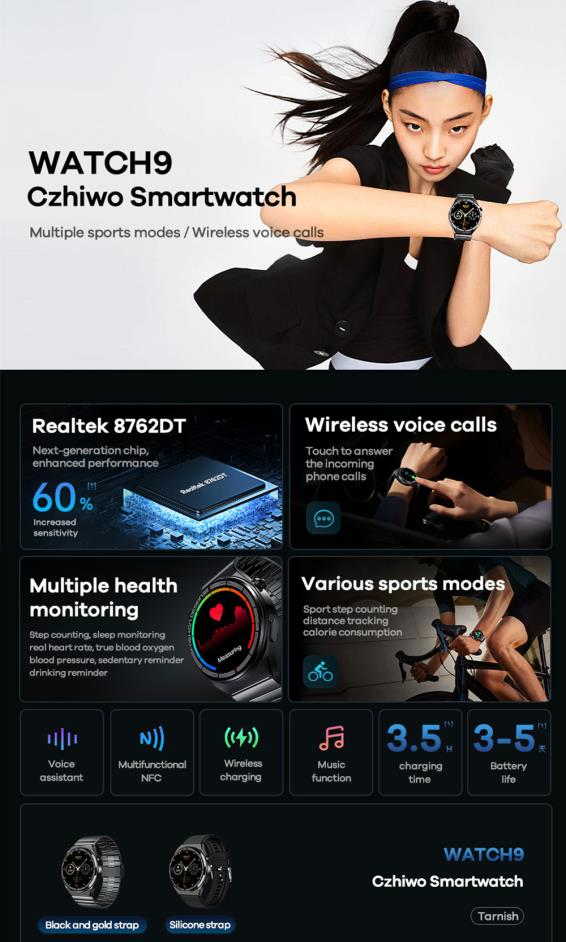 WATCH9
Czhiwo Smartwatch
Multiple sports modes / Wireless voice calls
Realtek 8762DT
Next-generation chip,
enhanced performance
60%[1]
Increased
sensitivity
Realtek 8762DT
Wireless voice calls
Touch to answer
the incoming
phone calls
Multiple health
monitoring
Step counting, sleep monitoring
real heart rate, true blood oxygen
blood pressure, sedentary reminder
drinking reminder
Measuring
Various sports modes
Sport step counting
distance tracking
calorie consumption
Voice
assistant
Multifunctional
NFC
Wireless
charging
Music
function
3.5[1]H
charging
time
3-5[1]天
Battery
life
WATCH9
Czhiwo Smartwatch
Tarnish
Black and gold strap
Silicone strap